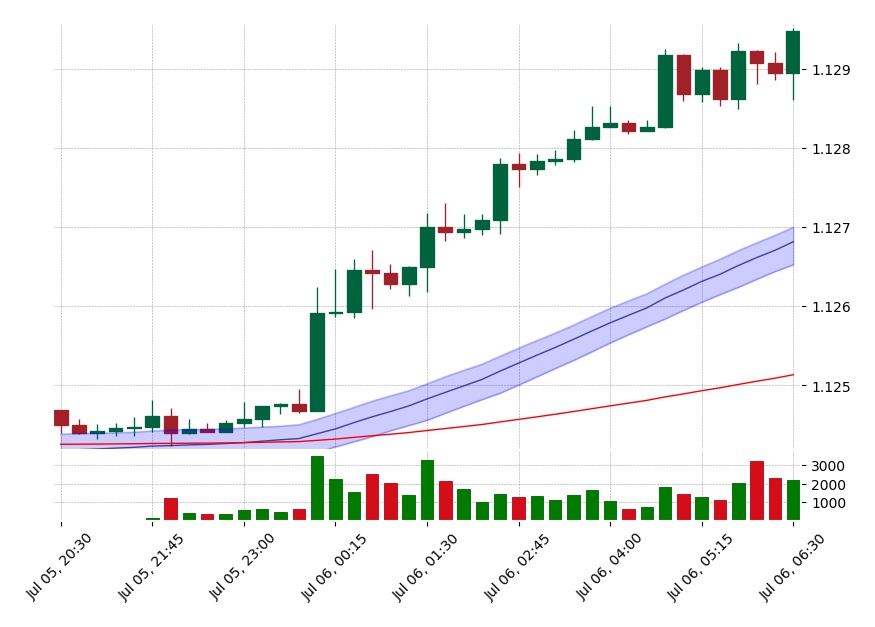 1.129
1.128
1.127
1.126
1.125
3000
2000
1000
Jul 05, 20:30
Jul 05, 21:45
Jul 05, 23:00
Jul 06, 00:15
Jul 06, 01:30
Jul 06, 02:45
Jul 06, 04:00
Jul 06, 05:15
Jul 06, 06:30